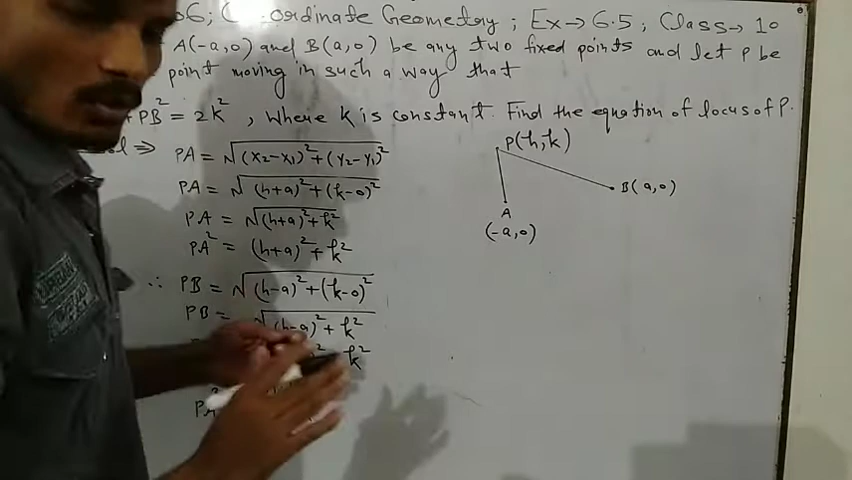 06; C ordinate Geometry ; Ex→6.5 ; Class→10
A(-a,0) and B(a,0) be any two fixed points and let P be
point moving in such a way that
+PB² = 2k² , where k is constant. Find the equation of locus of P.
⇒ PA = √(x₂-x₁)²+(y₂-y₁)²
P(h,k)
PA = √(h+a)²+(k-0)²
B(a,0)
PA = √(h+a)²+k²
A
(-a,0)
PA² = (h+a)²+k²
∴ PB = √(h-a)²+(k-0)²
PB = √(h-a)²+k²
k²